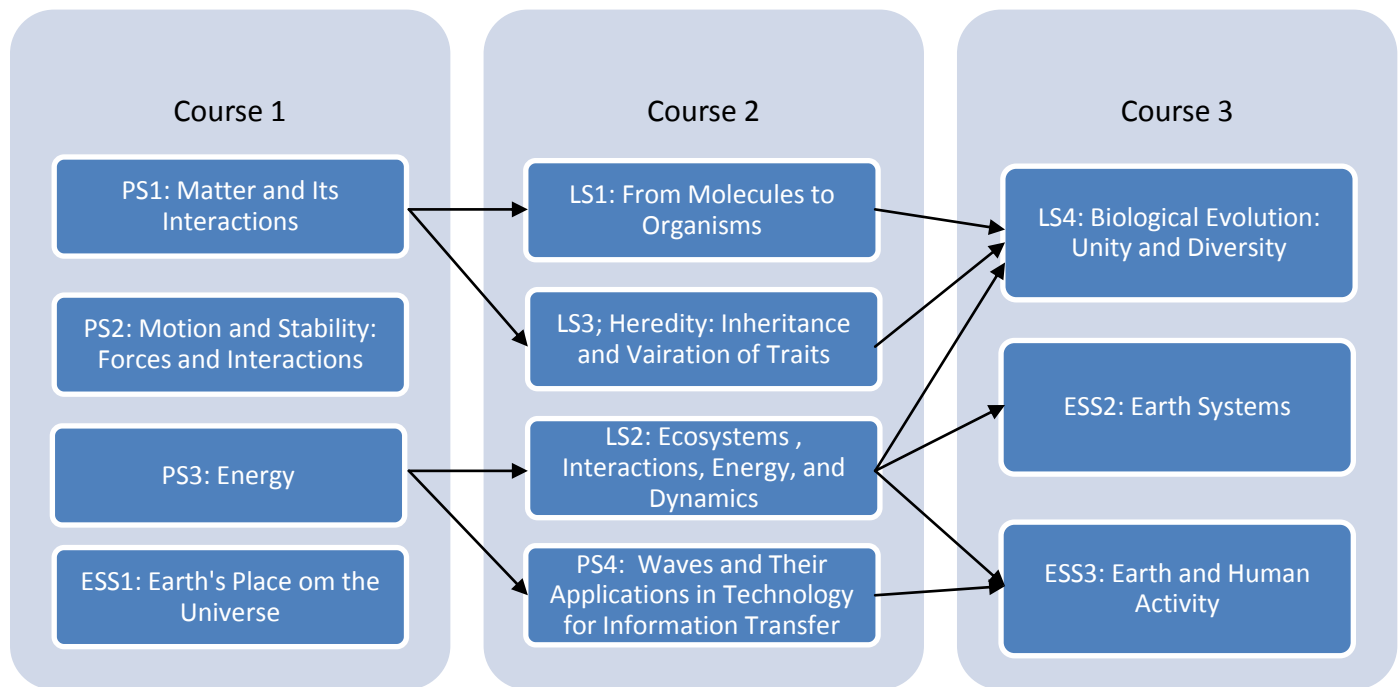 Course 1
PS1: Matter and Its
Interactions
PS2: Motion and Stability:
Forces and Interactions
PS3: Energy
ESS1: Earth's Place om the
Universe
Course 2
LS1: From Molecules to
Organisms
LS3; Heredity: Inheritance
and Vairation of Traits
LS2: Ecosystems ,
Interactions, Energy, and
Dynamics
PS4:  Waves and Their
Applications in Technology
for Information Transfer
Course 3
LS4: Biological Evolution:
Unity and Diversity
ESS2: Earth Systems
ESS3: Earth and Human
Activity